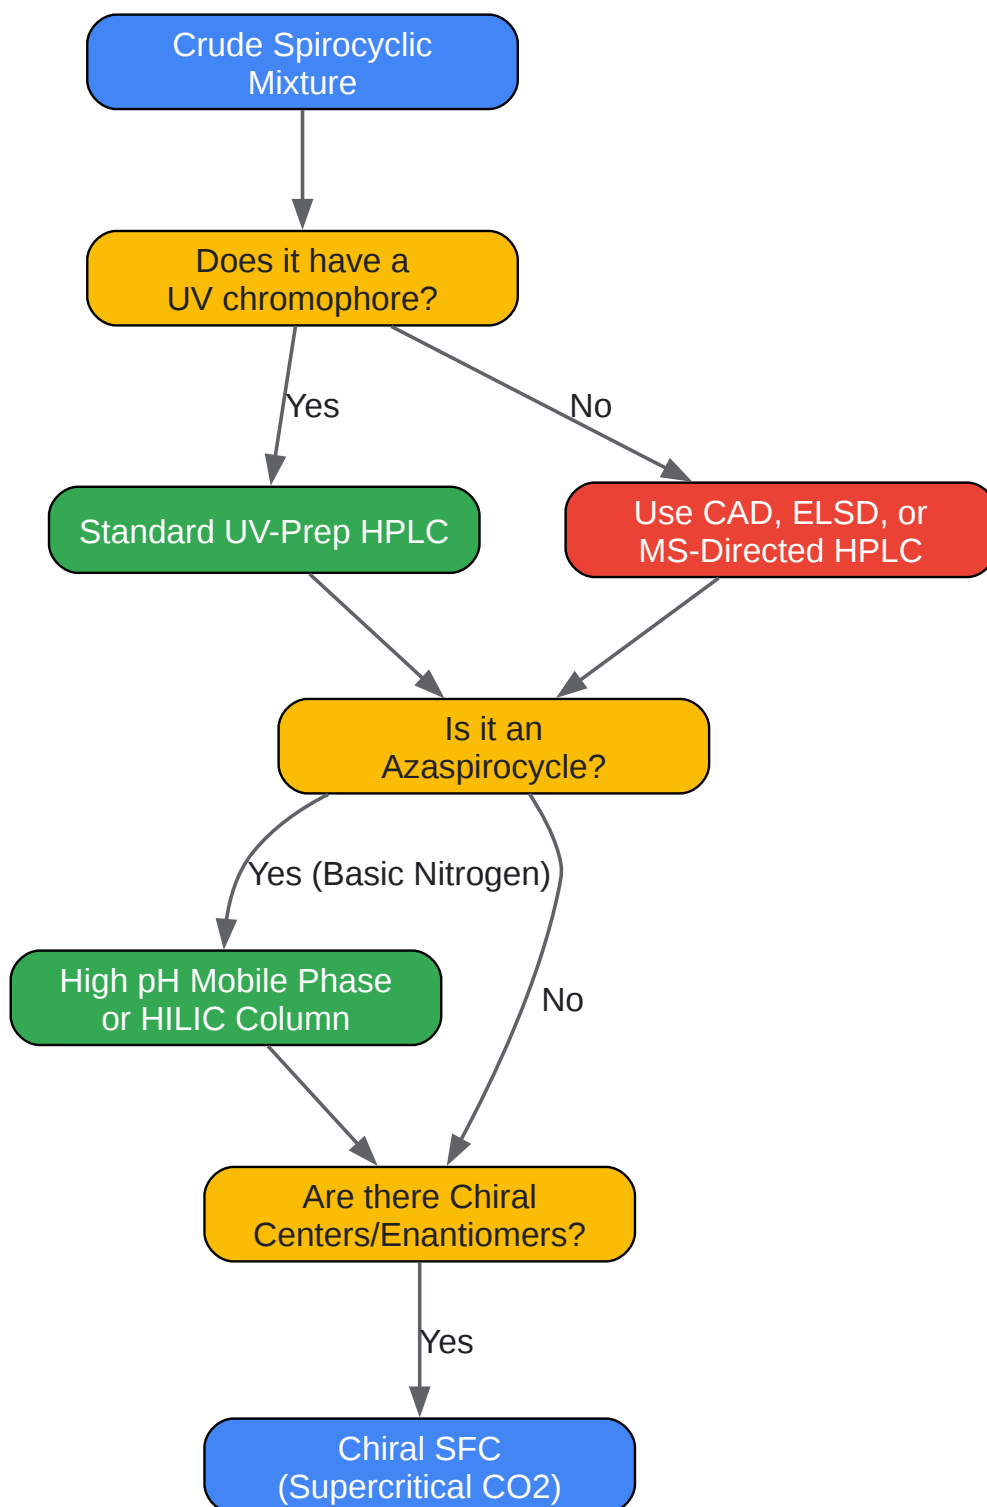 Crude Spirocyclic
Mixture
Does it have a
UV chromophore?
Yes
No
Standard UV-Prep HPLC
Use CAD, ELSD, or
MS-Directed HPLC
Is it an
Azaspirocycle?
Yes (Basic Nitrogen)
High pH Mobile Phase
or HILIC Column
No
Are there Chiral
Centers/Enantiomers?
Yes
Chiral SFC
(Supercritical CO2)